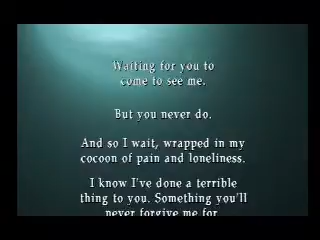 Waiting for you to
come to see me.
But you never do.
And so I wait, wrapped in my
cocoon of pain and loneliness.
I know I've done a terrible
thing to you. Something you'll
never forgive me for.